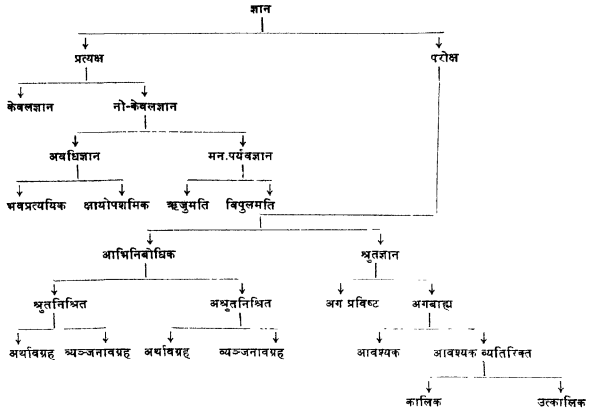 ज्ञान
प्रत्यक्ष परोक्ष
केवलज्ञान नो-केवलज्ञान
अवधिज्ञान मन.पर्यवज्ञान
भवप्रत्ययिक क्षायोपशमिक ऋजुमति विपुलमति
आभिनिबोधिक श्रुतज्ञान
श्रुतनिश्रित अश्रुतनिश्रित अग प्रविष्ट अगबाह्य
अर्थावग्रह व्यञ्जनावग्रह अर्थावग्रह व्यञ्जनावग्रह आवश्यक आवश्यक व्यतिरिक्त
कालिक उत्कालिक